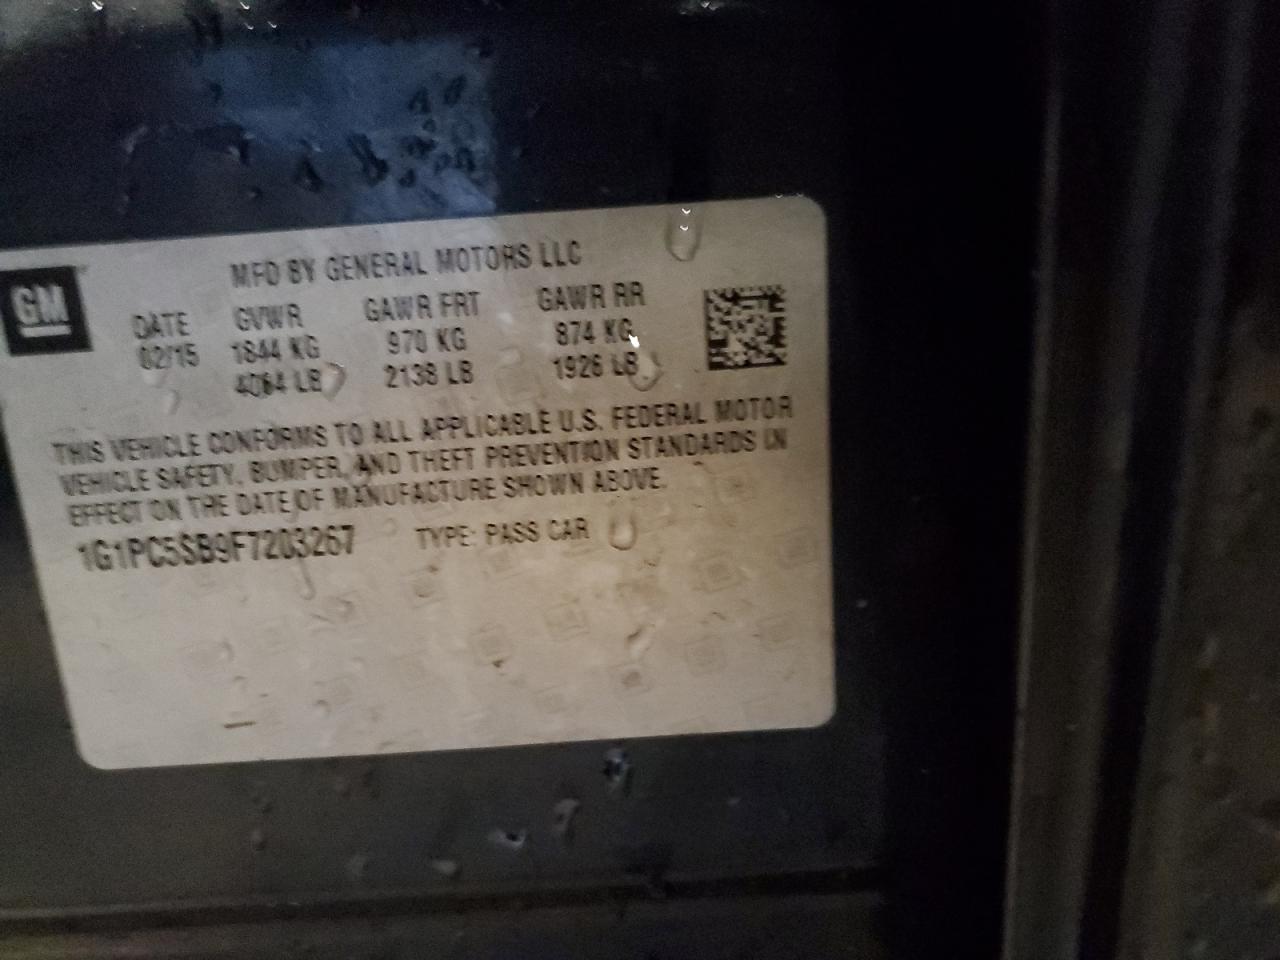 GM
MFD BY GENERAL MOTORS LLC
DATE GVWR GAWR FRT GAWR RR
02/15 1844 KG 970 KG 874 KG
4064 LB 2138 LB 1926 LB
THIS VEHICLE CONFORMS TO ALL APPLICABLE U.S. FEDERAL MOTOR
VEHICLE SAFETY, BUMPER, AND THEFT PREVENTION STANDARDS IN
EFFECT ON THE DATE OF MANUFACTURE SHOWN ABOVE.
1G1PC5SB9F7203267 TYPE: PASS CAR